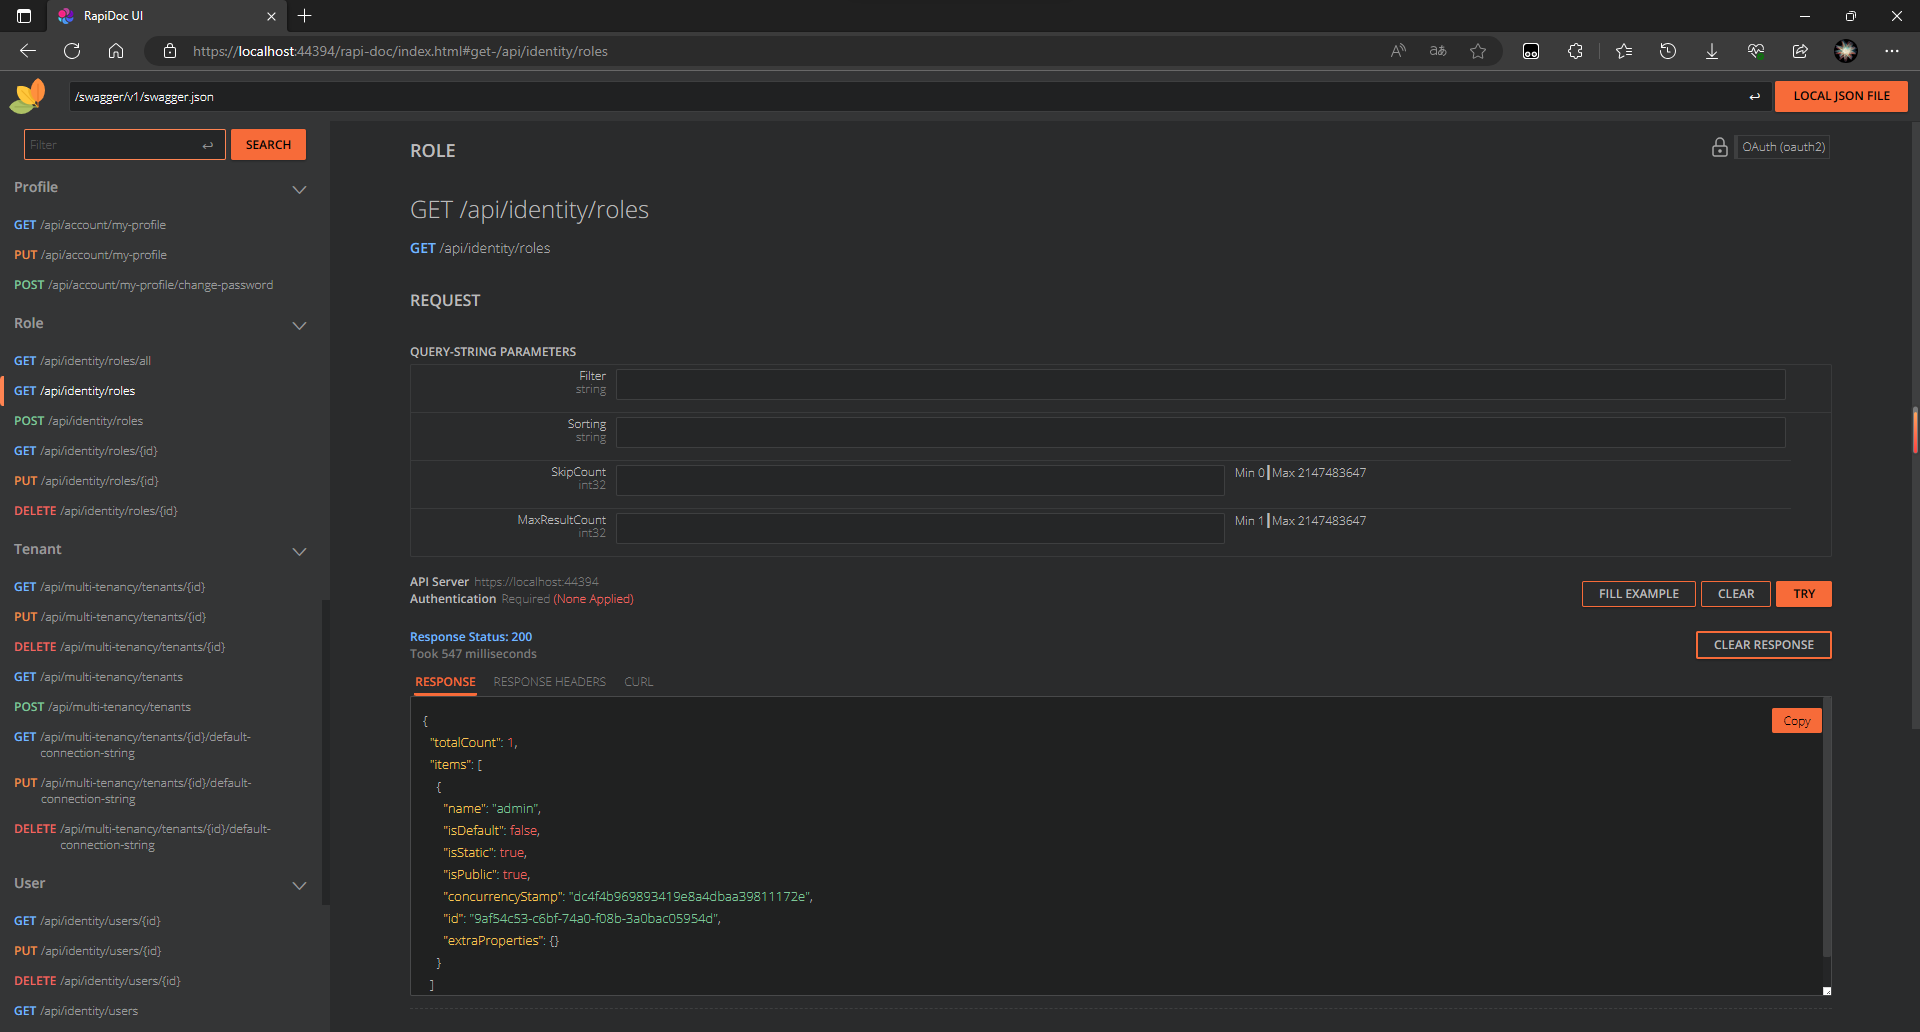 RapiDoc UI
https://localhost:44394/rapi-doc/index.html#get-/api/identity/roles
/swagger/v1/swagger.json
LOCAL JSON FILE
Filter
SEARCH
Profile
GET /api/account/my-profile
PUT /api/account/my-profile
POST /api/account/my-profile/change-password
Role
GET /api/identity/roles/all
GET /api/identity/roles
POST /api/identity/roles
GET /api/identity/roles/{id}
PUT /api/identity/roles/{id}
DELETE /api/identity/roles/{id}
Tenant
GET /api/multi-tenancy/tenants/{id}
PUT /api/multi-tenancy/tenants/{id}
DELETE /api/multi-tenancy/tenants/{id}
GET /api/multi-tenancy/tenants
POST /api/multi-tenancy/tenants
GET /api/multi-tenancy/tenants/{id}/default-
connection-string
PUT /api/multi-tenancy/tenants/{id}/default-
connection-string
DELETE /api/multi-tenancy/tenants/{id}/default-
connection-string
User
GET /api/identity/users/{id}
PUT /api/identity/users/{id}
DELETE /api/identity/users/{id}
GET /api/identity/users
ROLE
OAuth (oauth2)
GET /api/identity/roles
GET /api/identity/roles
REQUEST
QUERY-STRING PARAMETERS
Filter
string
Sorting
string
SkipCount
int32
Min 0 Max 2147483647
MaxResultCount
int32
Min 1 Max 2147483647
API Server https://localhost:44394
Authentication Required (None Applied)
FILL EXAMPLE
CLEAR
TRY
Response Status: 200
Took 547 milliseconds
CLEAR RESPONSE
RESPONSE
RESPONSE HEADERS
CURL
Copy
{
"totalCount": 1,
"items": [
{
"name": "admin",
"isDefault": false,
"isStatic": true,
"isPublic": true,
"concurrencyStamp": "dc4f4b969893419e8a4dbaa39811172e",
"id": "9af54c53-c6bf-74a0-f08b-3a0bac05954d",
"extraProperties": {}
}
]